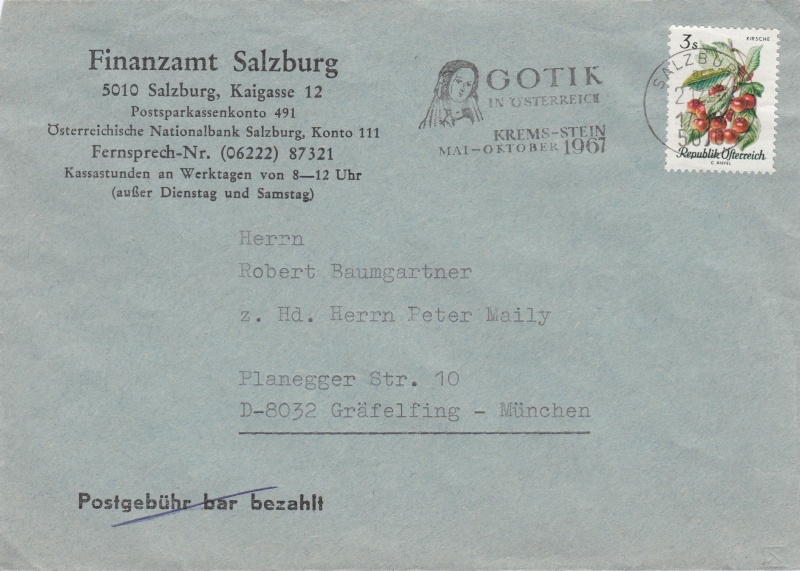 Finanzamt Salzburg
5010 Salzburg, Kaigasse 12
Postsparkassenkonto 491
Österreichische Nationalbank Salzburg, Konto 111
Fernsprech-Nr. (06222) 87321
Kassastunden an Werktagen von 8—12 Uhr
(außer Dienstag und Samstag)
GOTIK
IN ÖSTERREICH
KREMS-STEIN
MAI-OKTOBER 1967
SALZBURG
5010
KIRSCHE
3s
Republik Österreich
Herrn
Robert Baumgartner
z. Hd. Herrn Peter Maily
Planegger Str. 10
D-8032 Gräfelfing - München
Postgebühr bar bezahlt